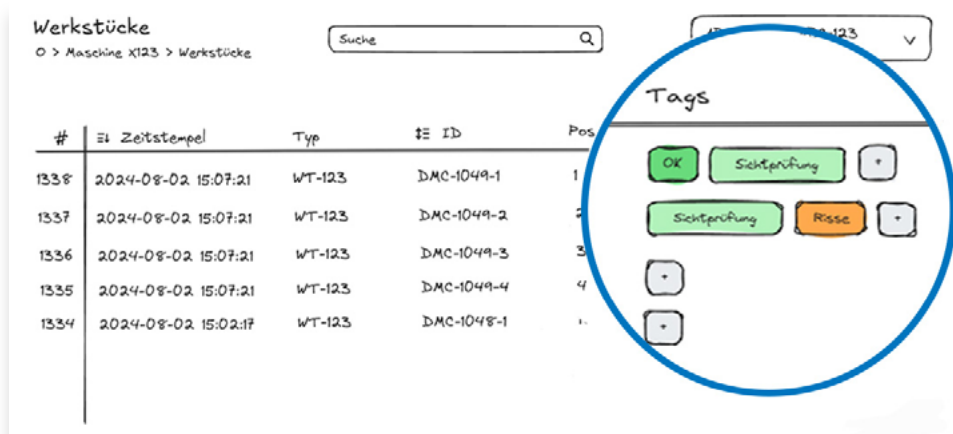 Werkstücke
O > Maschine X123 > Werkstücke
Suche
123
Tags
# Zeitstempel Typ ID Pos
1338 2024-08-02 15:07:21 WT-123 DMC-1049-1 1 OK Sichtprüfung +
1337 2024-08-02 15:07:21 WT-123 DMC-1049-2 2 Sichtprüfung Risse +
1336 2024-08-02 15:07:21 WT-123 DMC-1049-3 3 +
1335 2024-08-02 15:07:21 WT-123 DMC-1049-4 4 +
1334 2024-08-02 15:02:17 WT-123 DMC-1048-1